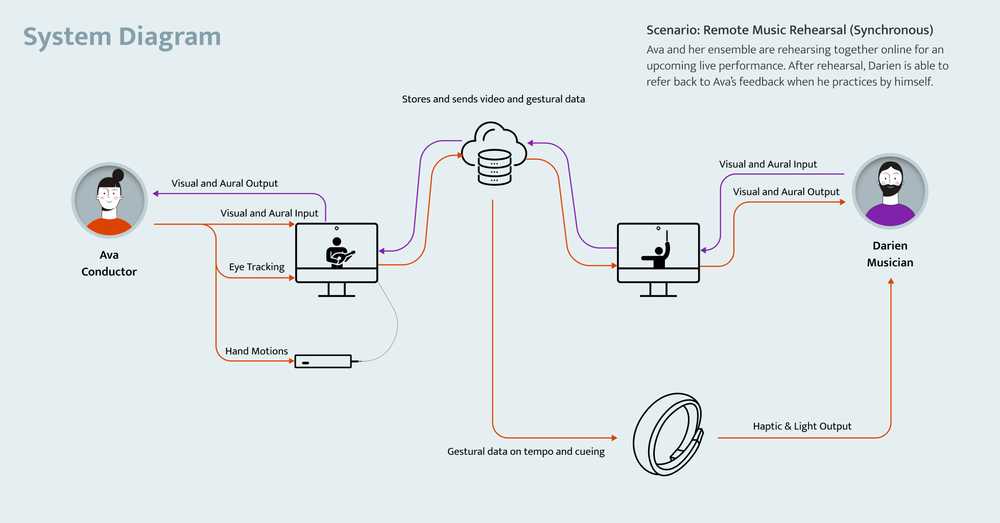 System Diagram
Scenario: Remote Music Rehearsal (Synchronous)
Ava and her ensemble are rehearsing together online for an
upcoming live performance. After rehearsal, Darien is able to
refer back to Ava's feedback when he practices by himself.
Stores and sends video and gestural data
Visual and Aural Output
Visual and Aural Input
Eye Tracking
Hand Motions
Ava
Conductor
Visual and Aural Input
Visual and Aural Output
Darien
Musician
Gestural data on tempo and cueing
Haptic & Light Output